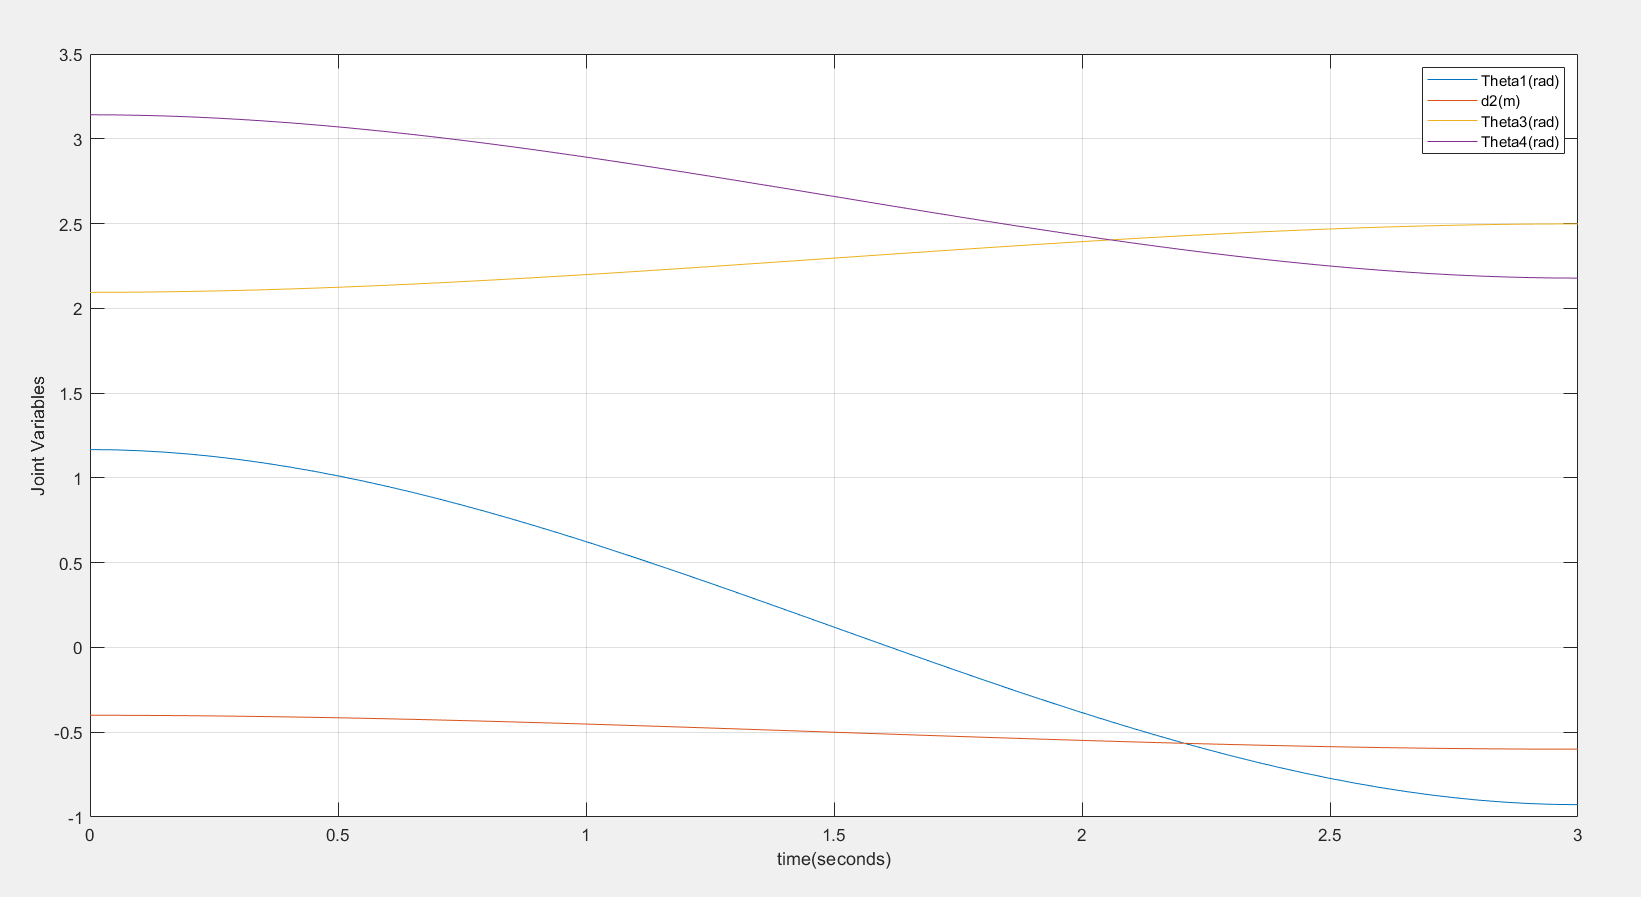 3.5
3
2.5
2
1.5
1
0.5
0
-0.5
-1
Joint Variables
Theta1(rad)
d2(m)
Theta3(rad)
Theta4(rad)
0 0.5 1 1.5 2 2.5 3
time(seconds)